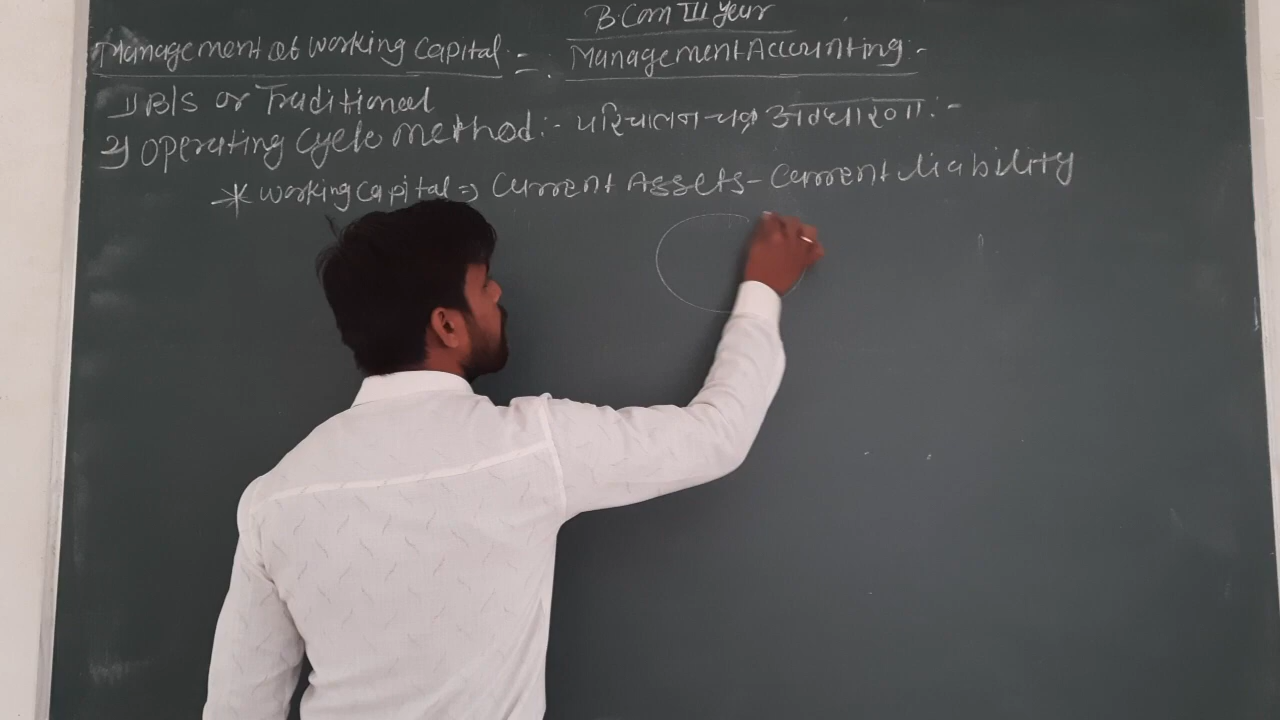 B.Com III Year
Management of Working Capital :- Management Accounting :-
1) B/S or Traditional
2) Operating Cycle method :- परिचालन चक्र अवधारणा :-
* Working Capital => Current Assets - Current liability